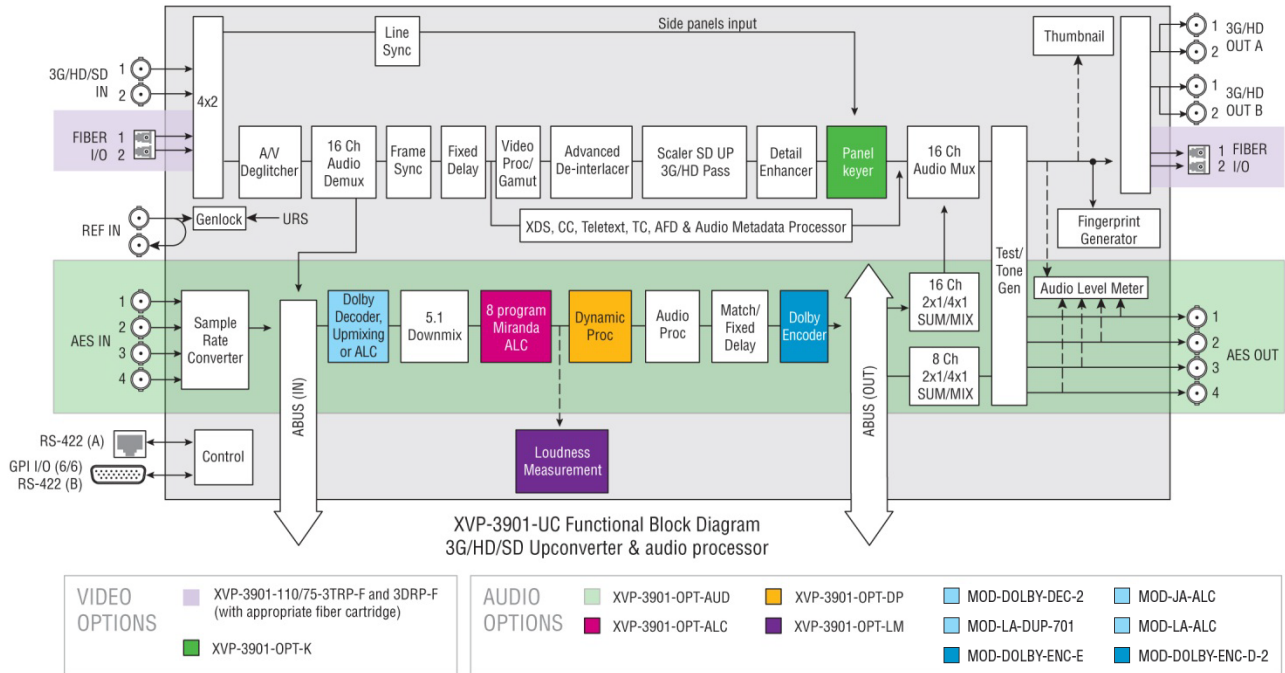 Side panels input
Line
Sync
Thumbnail
1
2
3G/HD
OUT A
3G/HD/SD
IN
1
2
4x2
1
2
3G/HD
OUT B
FIBER
I/O
1
2
A/V
Deglitcher
16 Ch
Audio
Demux
Frame
Sync
Fixed
Delay
Video
Proc/
Gamut
Advanced
De-interlacer
Scaler SD UP
3G/HD Pass
Detail
Enhancer
Panel
keyer
16 Ch
Audio Mux
1
2
FIBER
I/O
REF IN
Genlock
URS
XDS, CC, Teletext, TC, AFD & Audio Metadata Processor
Fingerprint
Generator
Test/
Tone
Gen
Audio Level Meter
AES IN
1
2
3
4
Sample
Rate
Converter
ABUS (IN)
Dolby
Decoder,
Upmixing
or ALC
5.1
Downmix
8 program
Miranda
ALC
Dynamic
Proc
Audio
Proc
Match/
Fixed
Delay
Dolby
Encoder
ABUS (OUT)
16 Ch
2x1/4x1
SUM/MIX
8 Ch
2x1/4x1
SUM/MIX
1
2
3
4
AES OUT
RS-422 (A)
GPI I/O (6/6)
RS-422 (B)
Control
Loudness
Measurement
XVP-3901-UC Functional Block Diagram
3G/HD/SD Upconverter & audio processor
VIDEO
OPTIONS
XVP-3901-110/75-3TRP-F and 3DRP-F
(with appropriate fiber cartridge)
XVP-3901-OPT-K
AUDIO
OPTIONS
XVP-3901-OPT-AUD
XVP-3901-OPT-DP
MOD-DOLBY-DEC-2
MOD-JA-ALC
XVP-3901-OPT-ALC
XVP-3901-OPT-LM
MOD-LA-DUP-701
MOD-LA-ALC
MOD-DOLBY-ENC-E
MOD-DOLBY-ENC-D-2